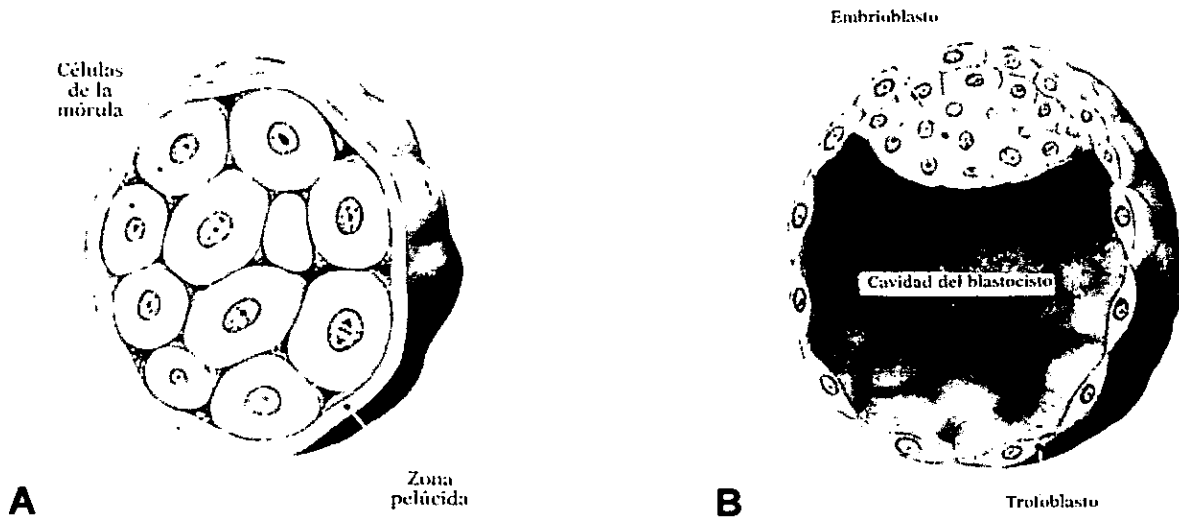 Células
de la
mórula
Zona
pelúcida
A
Embrioblasto
Cavidad del blastocisto
Trofoblasto
B